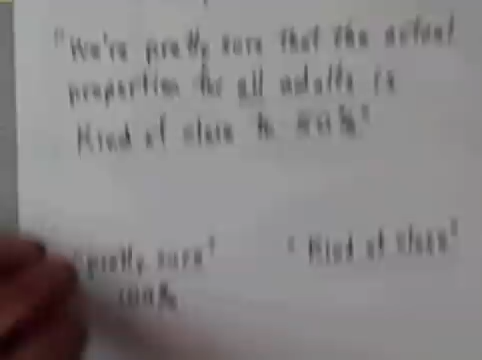 "We're pretty sure that the actual
proportion for all adults is
kind of close to
"pretty sure" "kind of close"